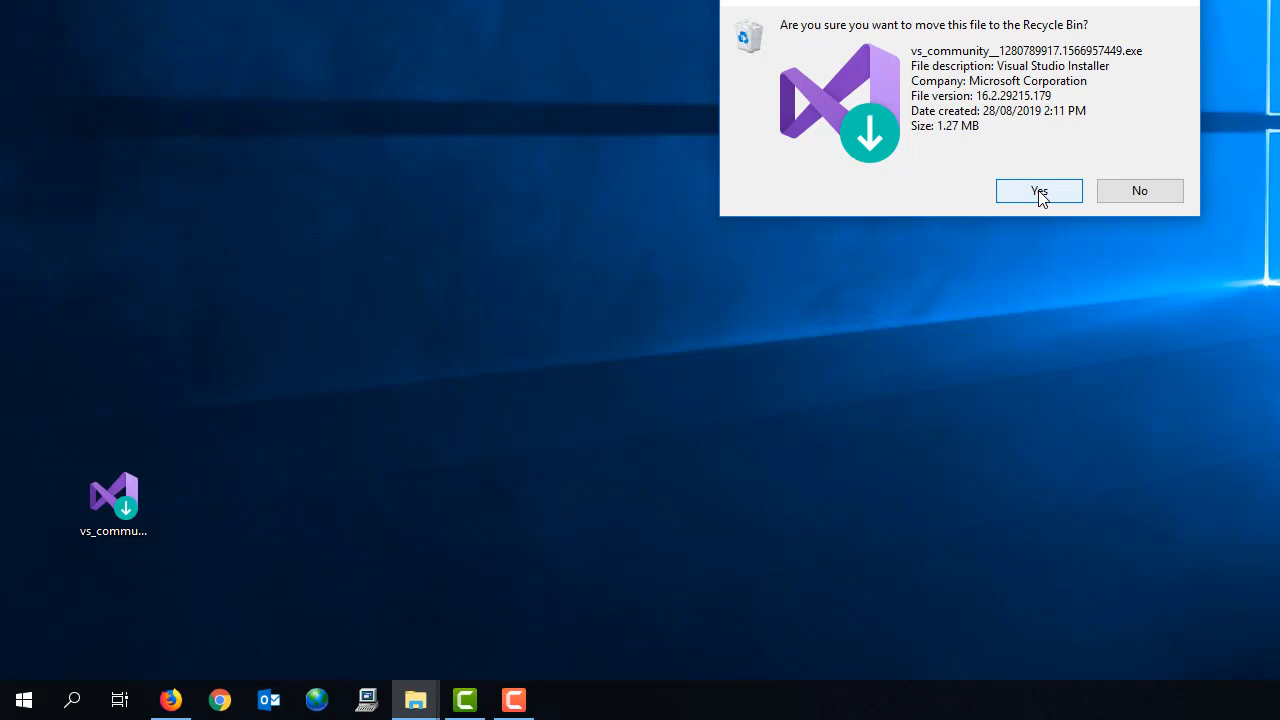 Are you sure you want to move this file to the Recycle Bin?
vs_community__1280789917.1566957449.exe
File description: Visual Studio Installer
Company: Microsoft Corporation
File version: 16.2.29215.179
Date created: 28/08/2019 2:11 PM
Size: 1.27 MB
Yes
No
vs_commu...